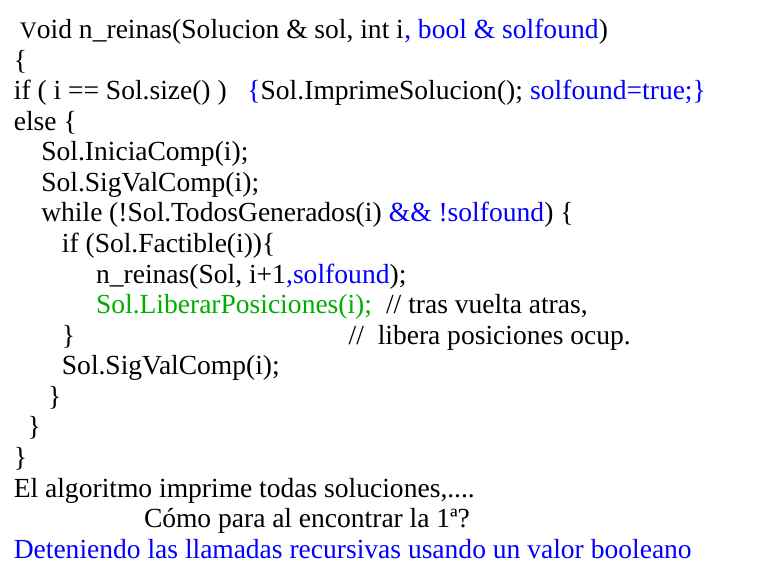 Void n_reinas(Solucion & sol, int i, bool & solfound)
{
if ( i == Sol.size() )   {Sol.ImprimeSolucion(); solfound=true;}
else {
Sol.IniciaComp(i);
Sol.SigValComp(i);
while (!Sol.TodosGenerados(i) && !solfound) {
if (Sol.Factible(i)){
n_reinas(Sol, i+1,solfound);
Sol.LiberarPosiciones(i);  // tras vuelta atras,
}   //  libera posiciones ocup.
Sol.SigValComp(i);
}
}
}
El algoritmo imprime todas soluciones,....
Cómo para al encontrar la 1ª?
Deteniendo las llamadas recursivas usando un valor booleano